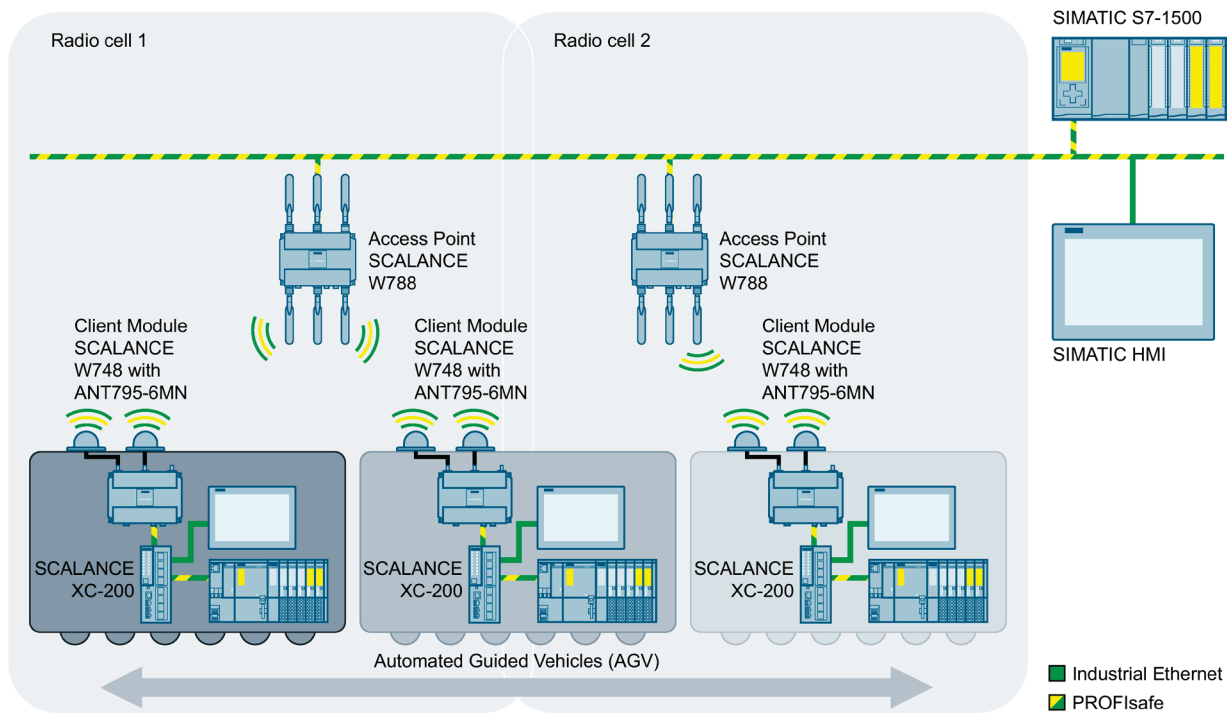 Radio cell 1
Radio cell 2
SIMATIC S7-1500
Access Point
SCALANCE
W788
Access Point
SCALANCE
W788
SIMATIC HMI
Client Module
SCALANCE
W748 with
ANT795-6MN
Client Module
SCALANCE
W748 with
ANT795-6MN
Client Module
SCALANCE
W748 with
ANT795-6MN
SCALANCE
XC-200
SCALANCE
XC-200
SCALANCE
XC-200
Automated Guided Vehicles (AGV)
Industrial Ethernet
PROFIsafe